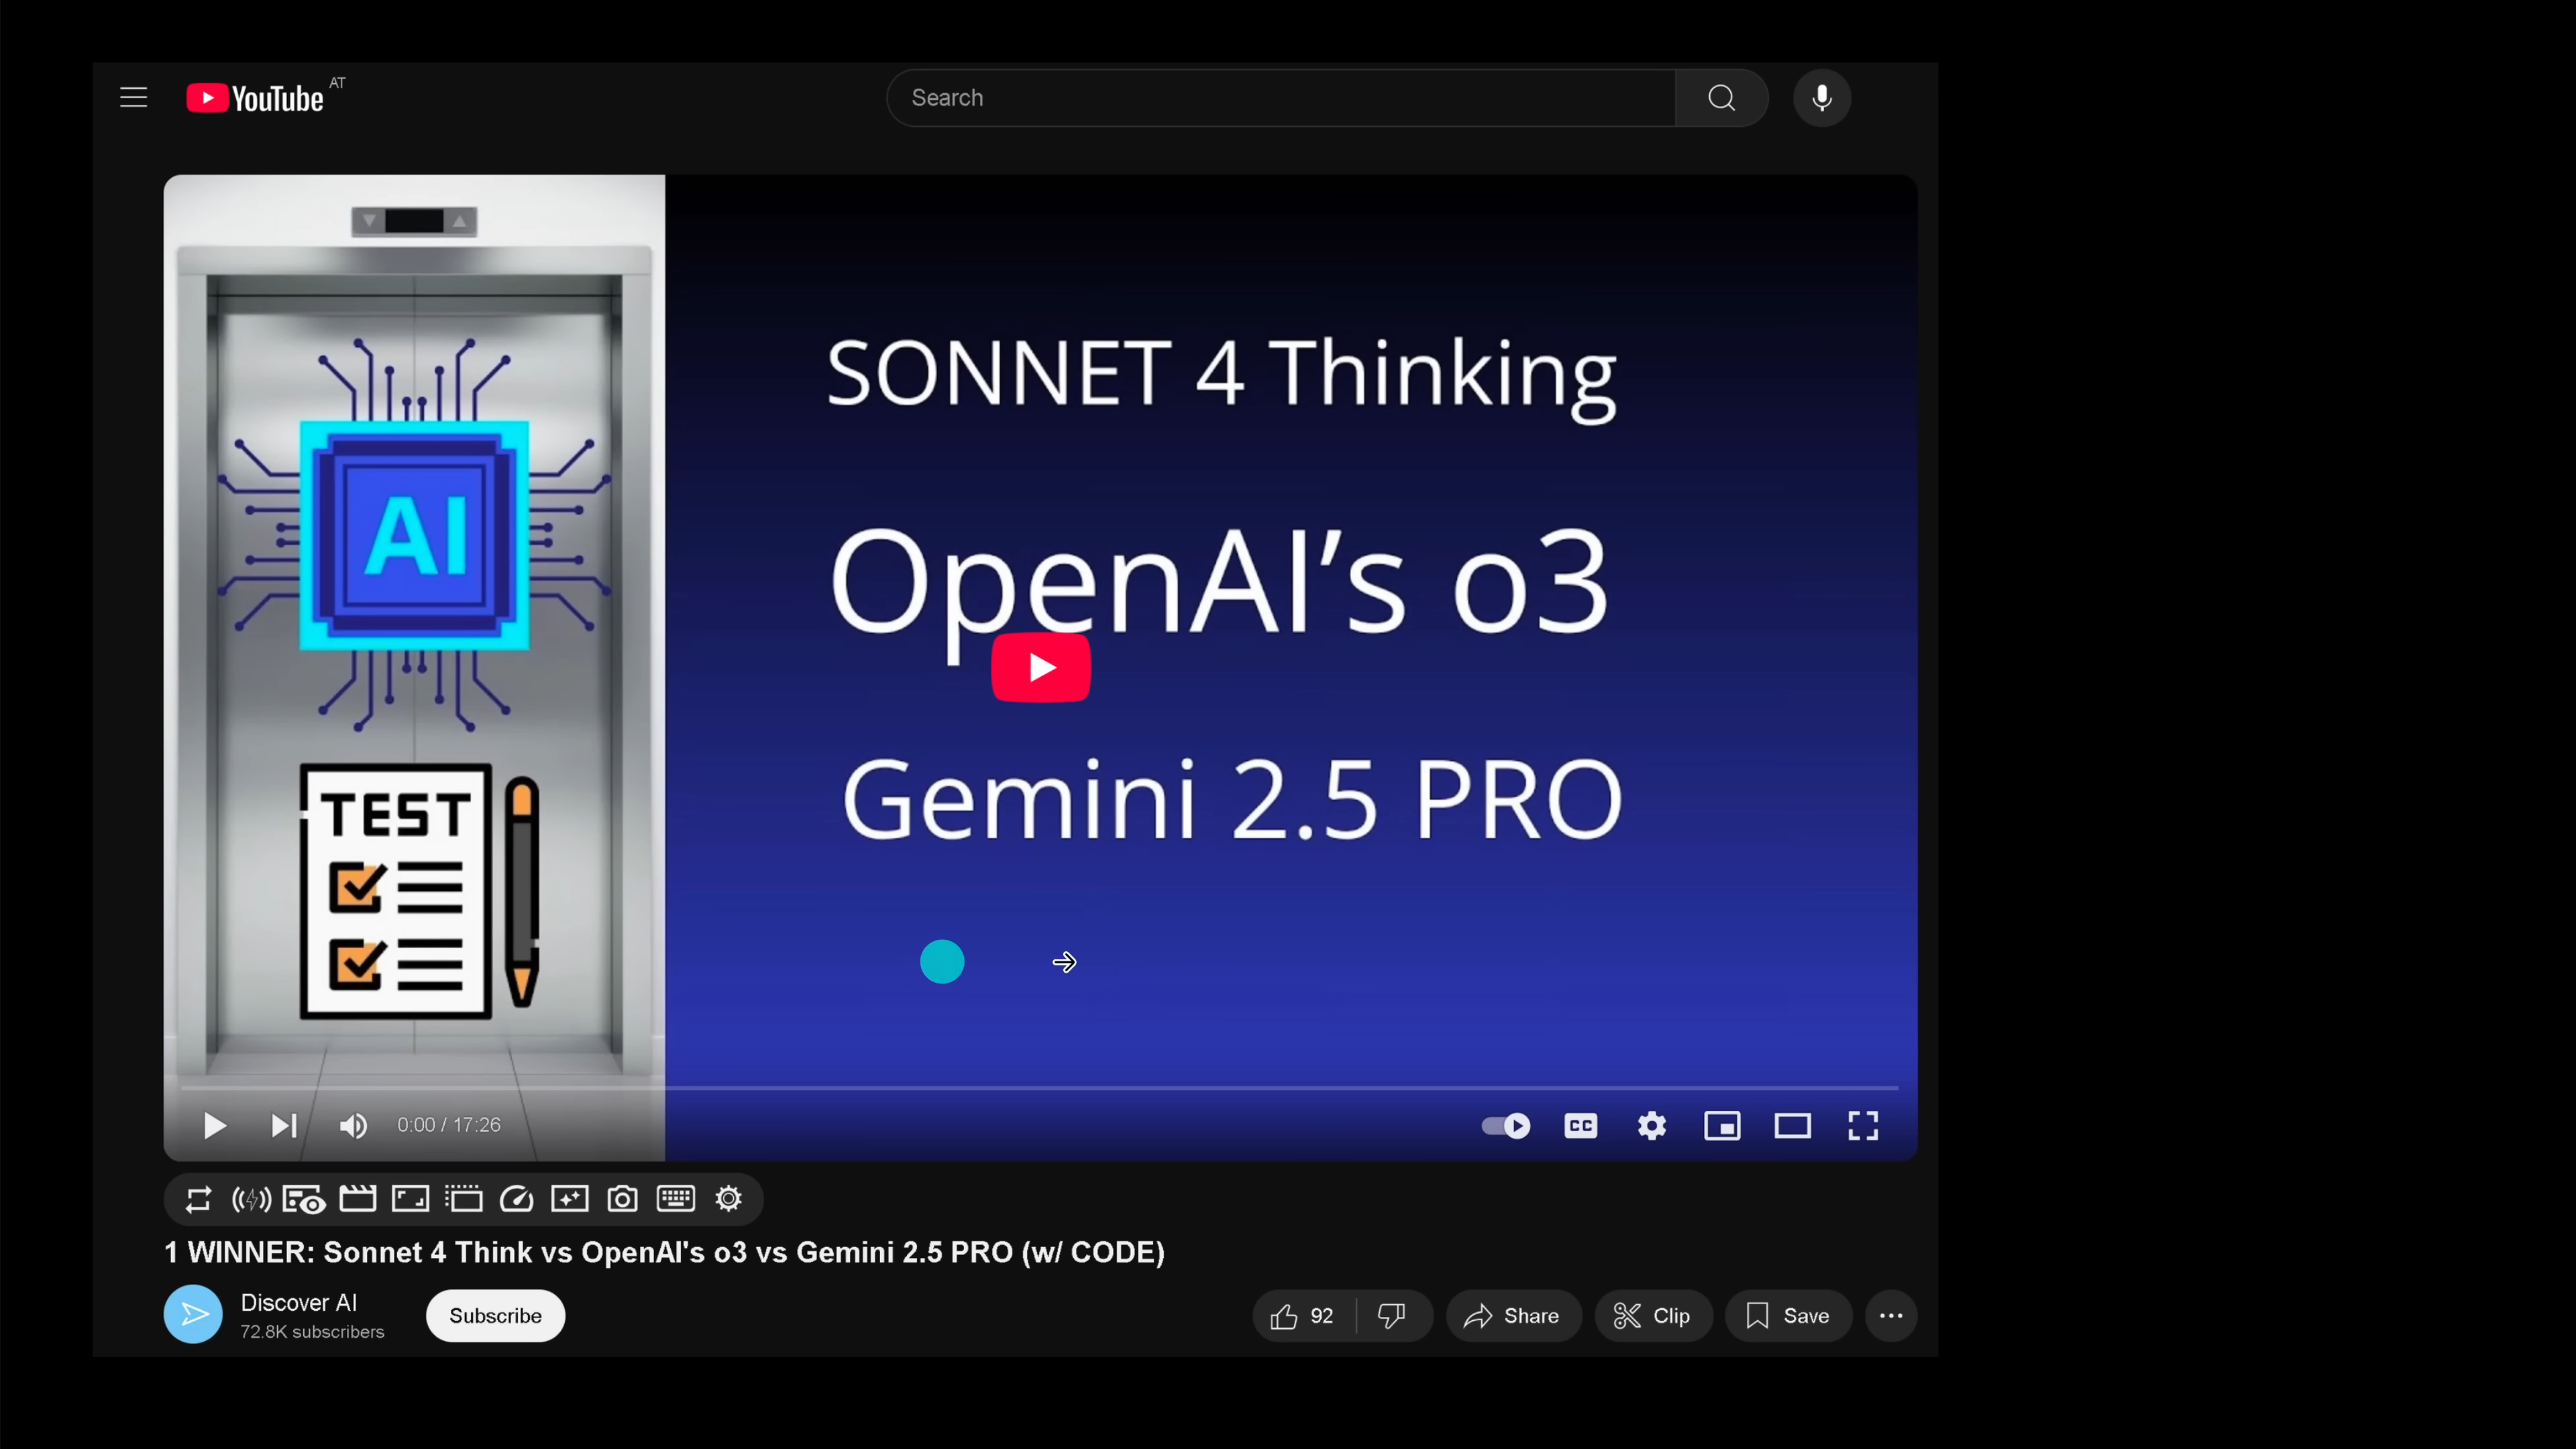 YouTube AT
Search
SONNET 4 Thinking
OpenAI’s o3
Gemini 2.5 PRO
AI
TEST
0:00 / 17:26
CC
1 WINNER: Sonnet 4 Think vs OpenAI's o3 vs Gemini 2.5 PRO (w/ CODE)
Discover AI
72.8K subscribers
Subscribe
92
Share
Clip
Save